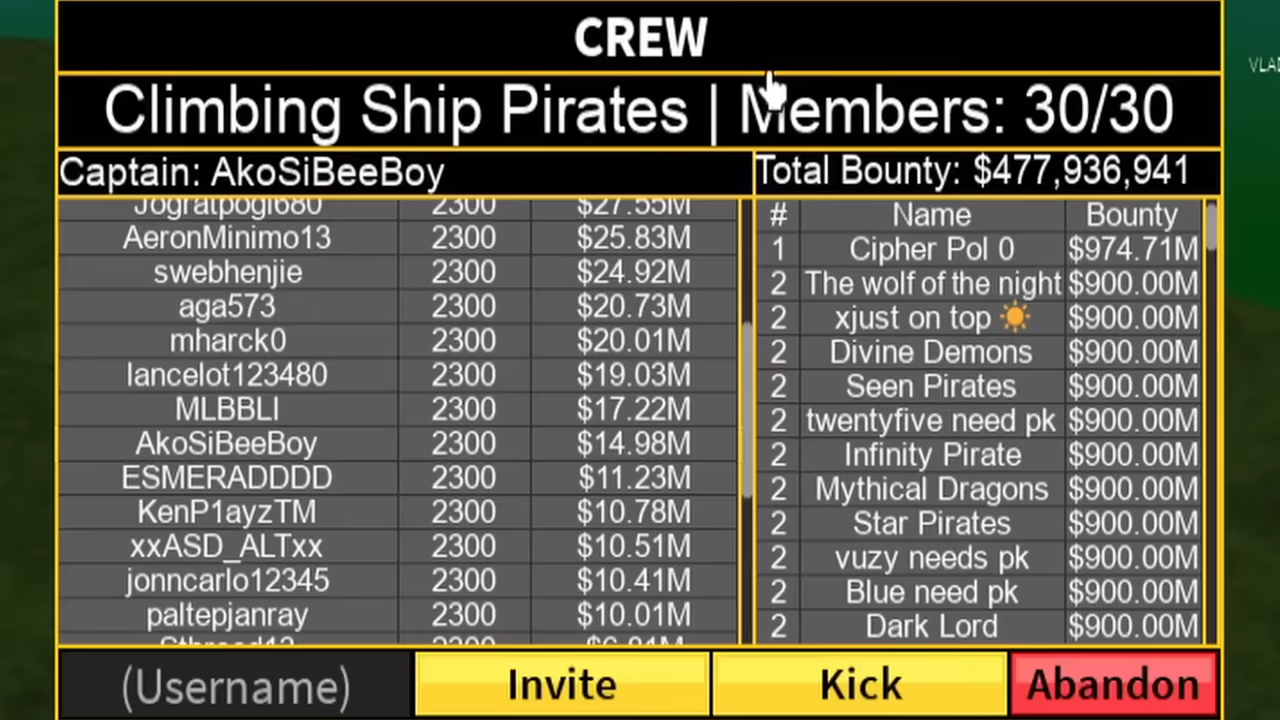 CREW
VLAD
Climbing Ship Pirates | Members: 30/30
Captain: AkoSiBeeBoy
Total Bounty: $477,936,941
Jogratpogi680 2300 $27.55M
AeronMinimo13 2300 $25.83M
swebhenjie 2300 $24.92M
aga573 2300 $20.73M
mharck0 2300 $20.01M
lancelot123480 2300 $19.03M
MLBBLI 2300 $17.22M
AkoSiBeeBoy 2300 $14.98M
ESMERADDDD 2300 $11.23M
KenP1ayzTM 2300 $10.78M
xxASD_ALTxx 2300 $10.51M
jonncarlo12345 2300 $10.41M
paltepjanray 2300 $10.01M
# Name Bounty
1 Cipher Pol 0 $974.71M
2 The wolf of the night $900.00M
2 xjust on top ☀ $900.00M
2 Divine Demons $900.00M
2 Seen Pirates $900.00M
2 twentyfive need pk $900.00M
2 Infinity Pirate $900.00M
2 Mythical Dragons $900.00M
2 Star Pirates $900.00M
2 vuzy needs pk $900.00M
2 Blue need pk $900.00M
2 Dark Lord $900.00M
(Username) Invite Kick Abandon